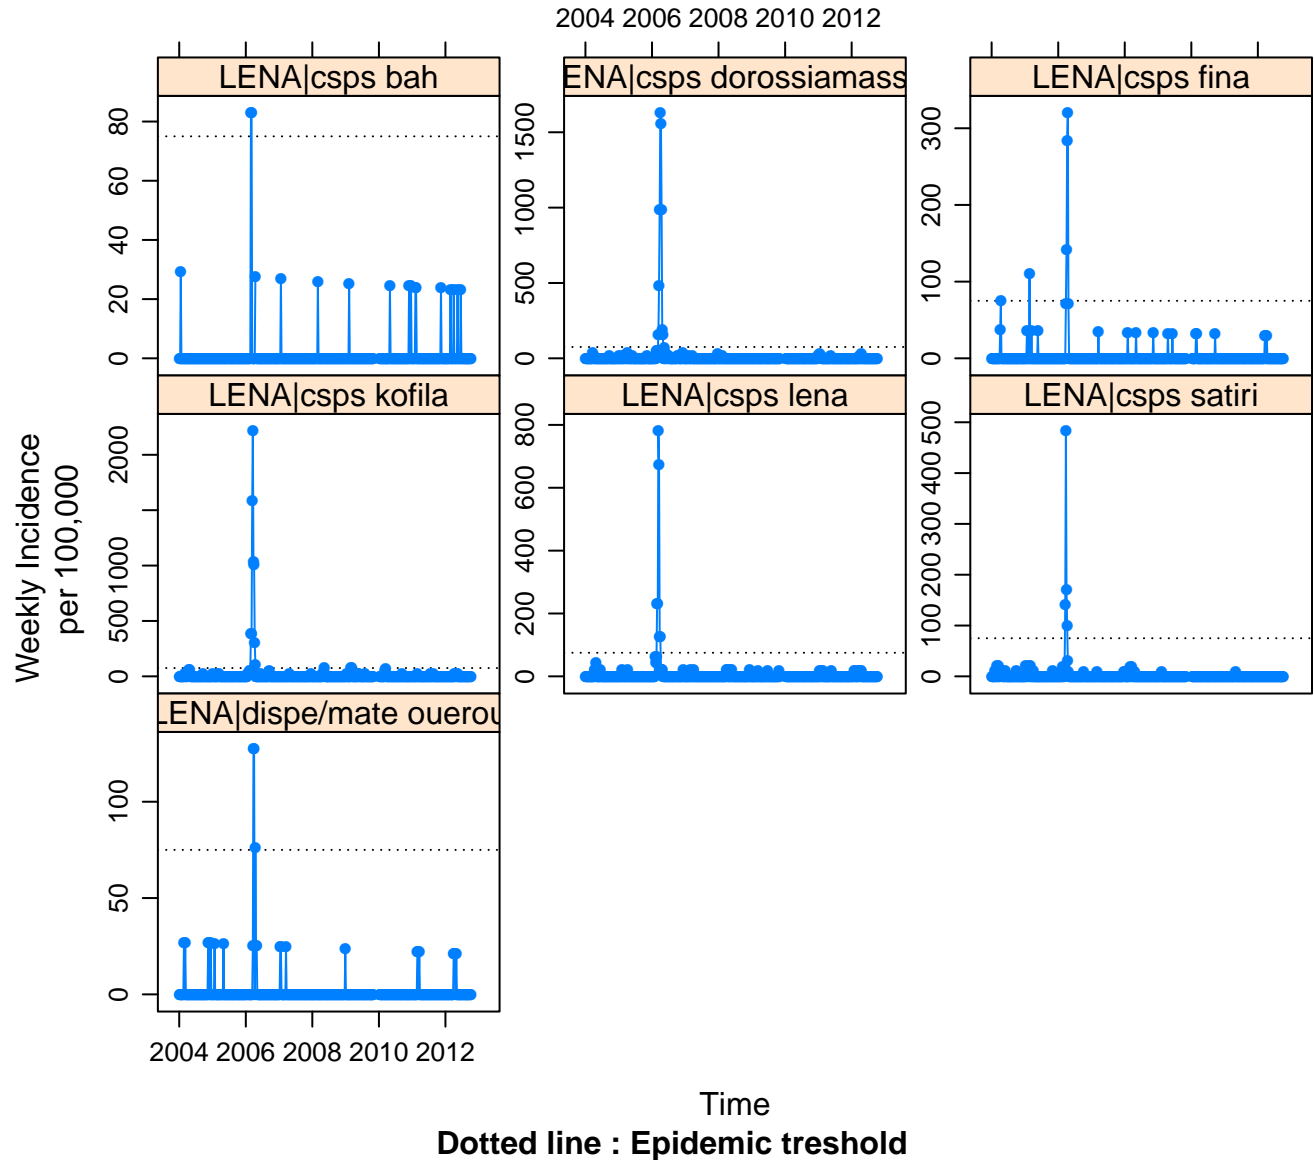 2004 2006 2008 2010 2012
LENA|csps bah
ENA|csps dorossiamass
LENA|csps fina
0 20 40 60 80
0 500 1000 1500
0 100 200 300
LENA|csps kofila
LENA|csps lena
LENA|csps satiri
0 500 1000 2000
0 200 400 600 800
0 100 200 300 400 500
LENA|dispe/mate ouerou
0 50 100
2004 2006 2008 2010 2012
Weekly Incidence
per 100,000
Time
Dotted line : Epidemic treshold